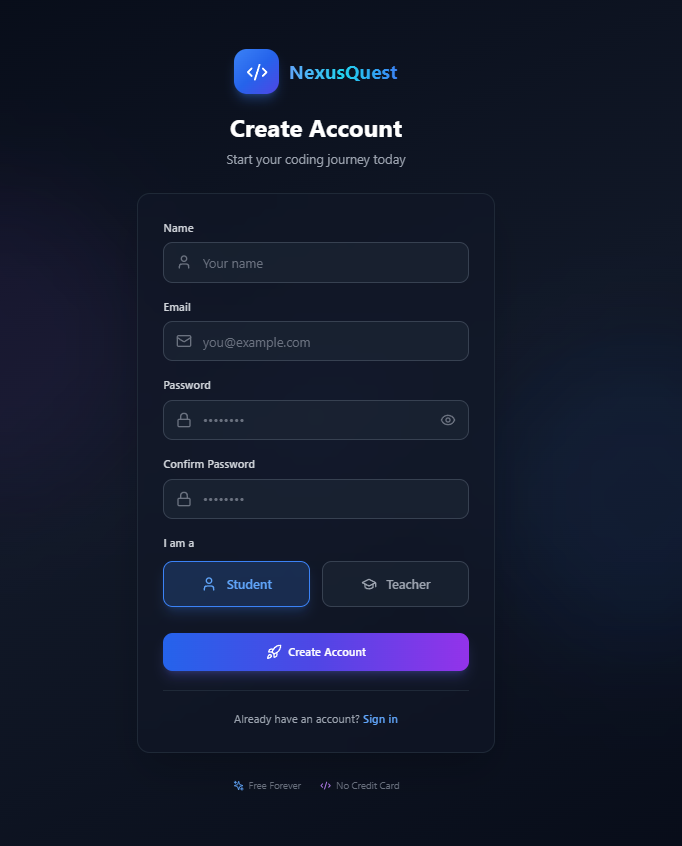 NexusQuest
Create Account
Start your coding journey today
Name
Your name
Email
you@example.com
Password
••••••••
Confirm Password
••••••••
I am a
Student
Teacher
Create Account
Already have an account? Sign in
Free Forever
No Credit Card